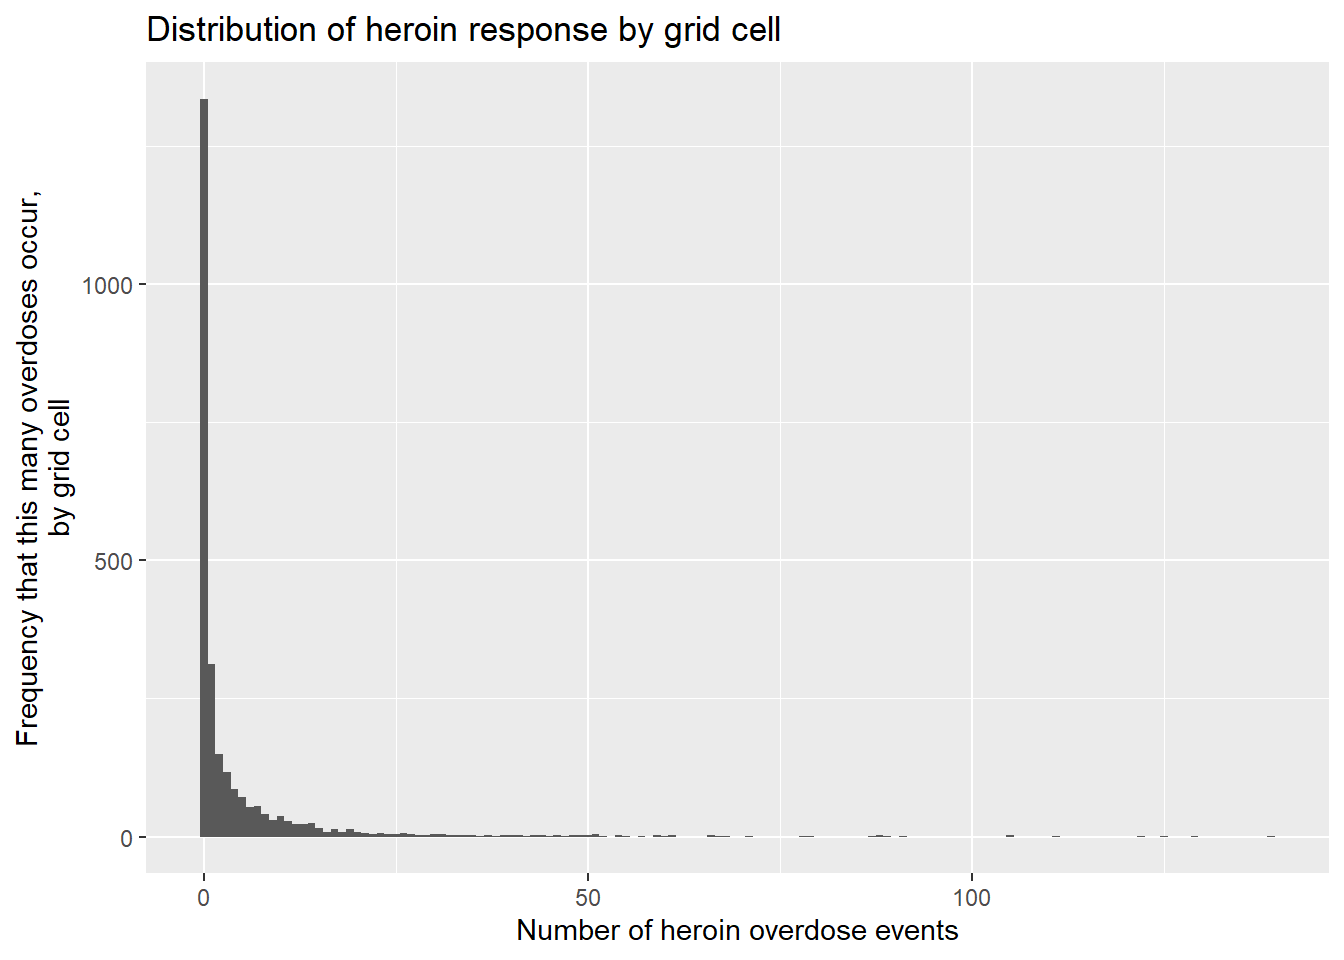 Distribution of heroin response by grid cell
Frequency that this many overdoses occur,
by grid cell
1000
500
0
0
50
100
Number of heroin overdose events